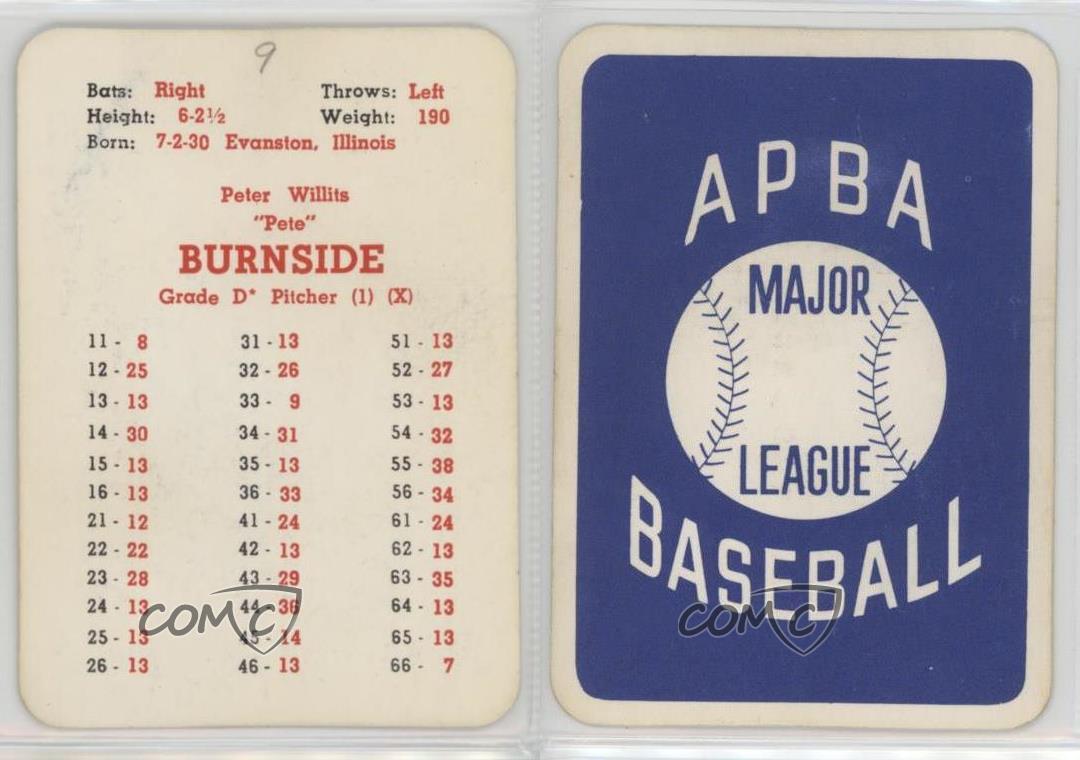 9
Bats: Right Throws: Left
Height: 6-2½ Weight: 190
Born: 7-2-30 Evanston, Illinois
Peter Willits
"Pete"
BURNSIDE
Grade D* Pitcher (1) (X)
11 - 8 31 - 13 51 - 13
12 - 25 32 - 26 52 - 27
13 - 13 33 - 9 53 - 13
14 - 30 34 - 31 54 - 32
15 - 13 35 - 13 55 - 38
16 - 13 36 - 33 56 - 34
21 - 12 41 - 24 61 - 24
22 - 22 42 - 13 62 - 13
23 - 28 43 - 29 63 - 35
24 - 13 44 - 36 64 - 13
25 - 13 45 - 14 65 - 13
26 - 13 46 - 13 66 - 7
COMC
APBA
MAJOR
LEAGUE
BASEBALL
COMC